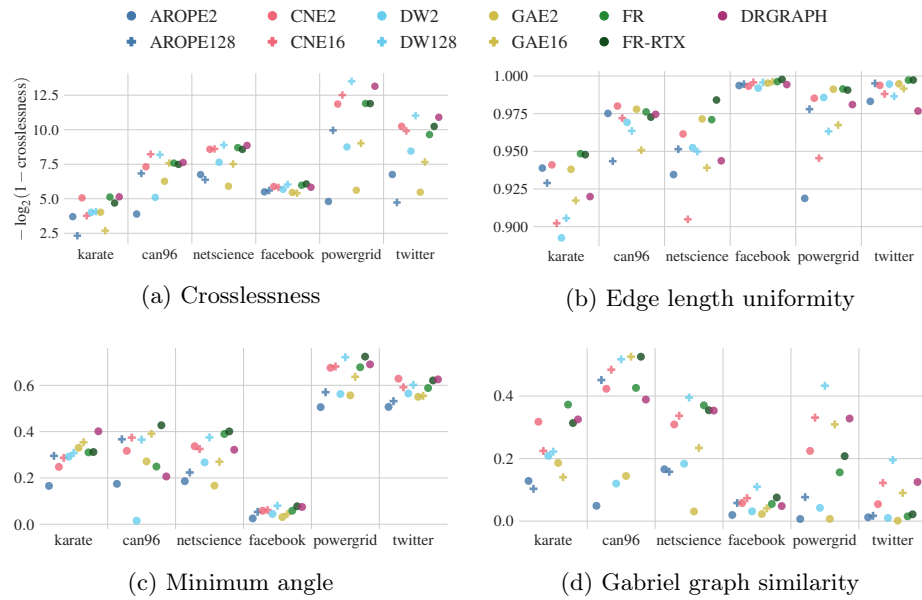 AROPE2 CNE2 DW2 GAE2 FR DRGRAPH
AROPE128 CNE16 DW128 GAE16 FR-RTX
− log₂(1 − crosslessness)
12.5
10.0
7.5
5.0
2.5
karate can96 netscience facebook powergrid twitter
(a) Crosslessness
1.000
0.975
0.950
0.925
0.900
karate can96 netscience facebook powergrid twitter
(b) Edge length uniformity
0.6
0.4
0.2
0.0
karate can96 netscience facebook powergrid twitter
(c) Minimum angle
0.4
0.2
0.0
karate can96 netscience facebook powergrid twitter
(d) Gabriel graph similarity